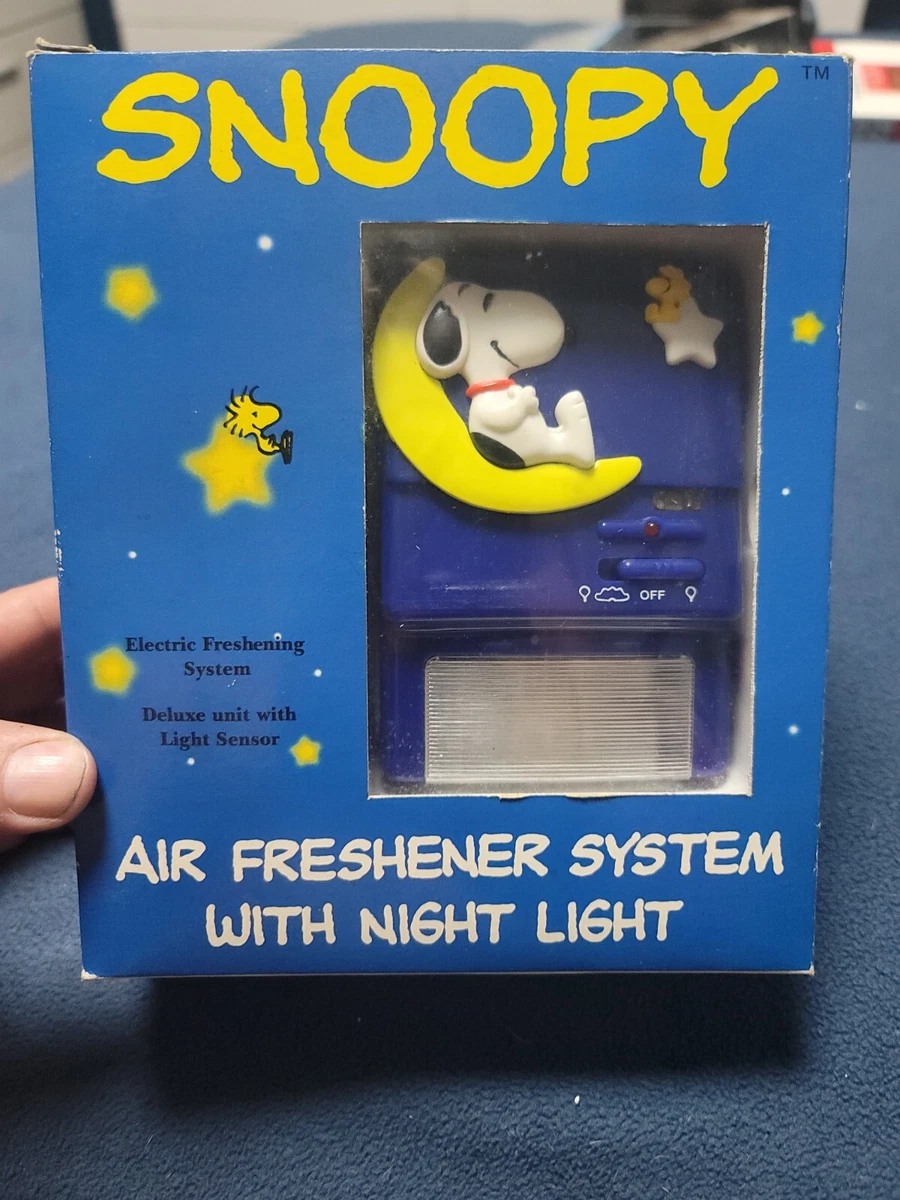 SNOOPY TM
OFF
Electric Freshening
System
Deluxe unit with
Light Sensor
AIR FRESHENER SYSTEM
WITH NIGHT LIGHT